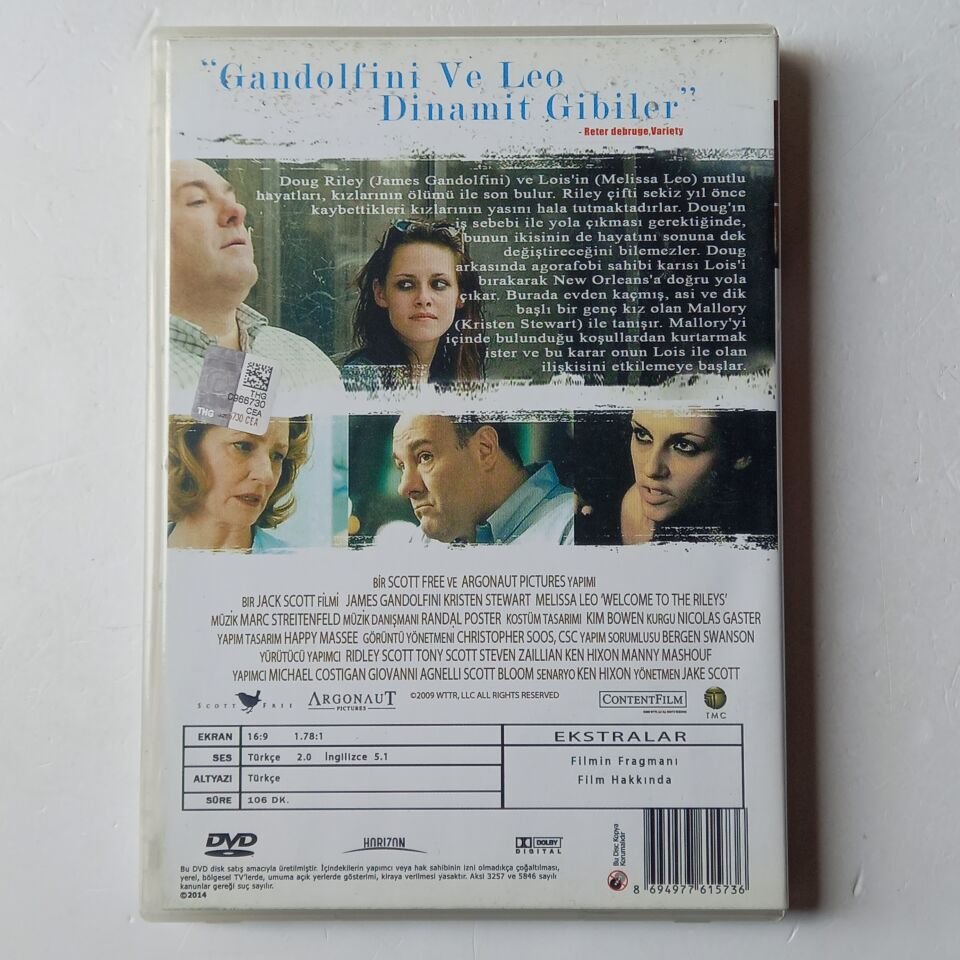 “Gandolfini Ve Leo
Dinamit Gibiler”
- Reter debruge,Variety
Doug Riley (James Gandolfini) ve Lois'in (Melissa Leo) mutlu
hayatları, kızlarının ölümü ile son bulur. Riley çifti sekiz yıl önce
kaybettikleri kızlarının yasını hala tutmaktadırlar. Doug'ın
iş sebebi ile yola çıkması gerektiğinde,
bunun ikisinin de hayatını sonuna dek
değiştireceğini bilemezler. Doug
arkasında agorafobi sahibi karısı Lois'i
bırakarak New Orleans'a doğru yola
çıkar. Burada evden kaçmış, asi ve dik
başlı bir genç kız olan Mallory
(Kristen Stewart) ile tanışır. Mallory'yi
içinde bulunduğu koşullardan kurtarmak
ister ve bu karar onun Lois ile olan
ilişkisini etkilemeye başlar.
THG
C966730
CEA
THG
BİR SCOTT FREE VE ARGONAUT PICTURES YAPIMI
BIR JACK SCOTT FİLMİ JAMES GANDOLFINI KRISTEN STEWART MELISSA LEO 'WELCOME TO THE RILEYS'
MÜZİK MARC STREITENFELD MÜZİK DANIŞMANI RANDAL POSTER KOSTÜM TASARIMI KIM BOWEN KURGU NICOLAS GASTER
YAPIM TASARIM HAPPY MASSEE GÖRÜNTÜ YÖNETMENİ CHRISTOPHER SOOS, CSC YAPIM SORUMLUSU BERGEN SWANSON
YÜRÜTÜCÜ YAPIMCI RIDLEY SCOTT TONY SCOTT STEVEN ZAILLIAN KEN HIXON MANNY MASHOUF
YAPIMCI MICHAEL COSTIGAN GIOVANNI AGNELLI SCOTT BLOOM SENARYO KEN HIXON YÖNETMEN JAKE SCOTT
SCOTT FREE
ARGONAUT
PICTURES
©2009 WTTR, LLC ALL RIGHTS RESERVED
CONTENTFILM
TMC
EKRAN 16:9 1.78:1
SES Türkçe 2.0 İngilizce 5.1
ALTYAZI Türkçe
SÜRE 106 DK.
EKSTRALAR
Filmin Fragmanı
Film Hakkında
DVD
HORIZON
DOLBY
DIGITAL
Bu Disc Kopya
Korumalıdır
Bu DVD disk satış amacıyla üretilmiştir. İçindekilerin yapımcı veya hak sahibinin izni olmadıkça çoğaltılması,
yerel, bölgesel TV'lerde, umuma açık yerlerde gösterimi, kiraya verilmesi yasaktır. Aksi 3257 ve 5846 sayılı
kanunlar gereği suç sayılır.
©2014
8 694977 615736